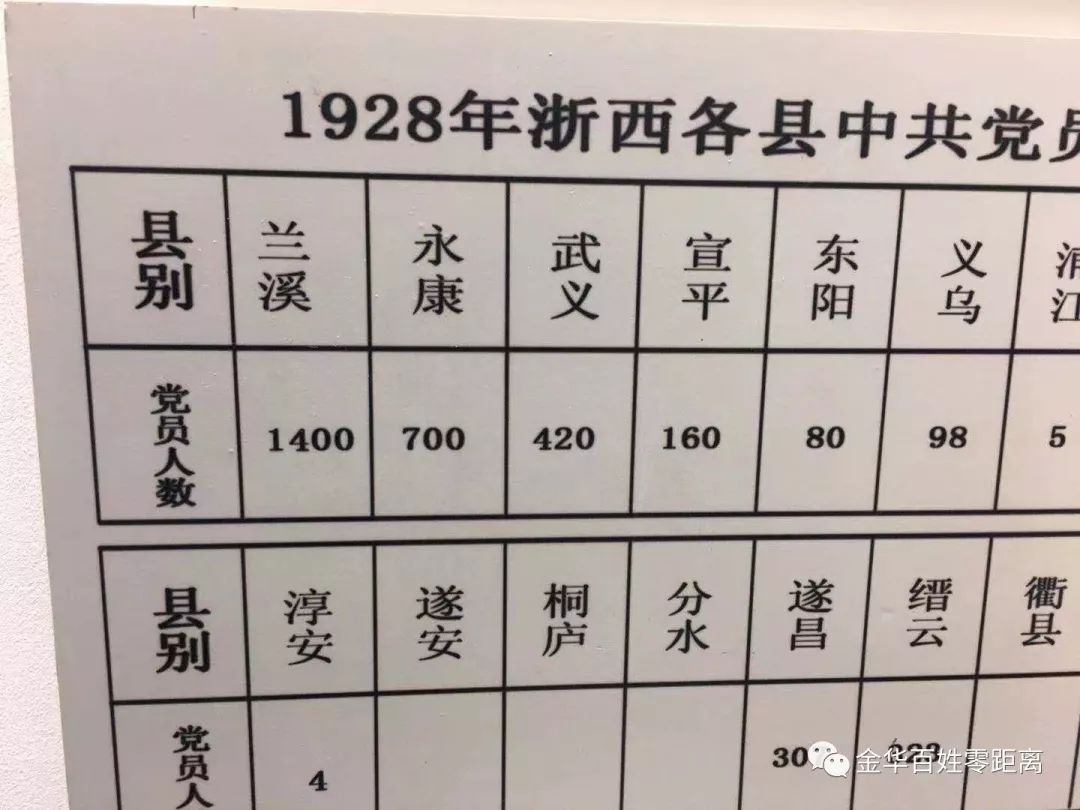 1928年浙西各县中共党员
县别 兰溪 永康 武义 宣平 东阳 义乌 浦江
党员人数 1400 700 420 160 80 98 5
县别 淳安 遂安 桐庐 分水 遂昌 缙云 衢县
党员人 4 30
金华百姓零距离